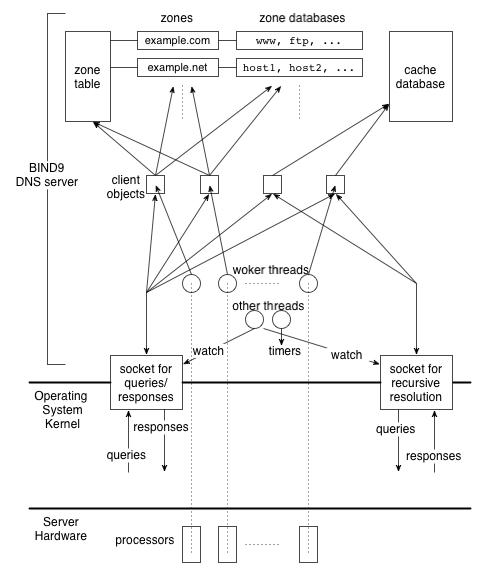 zones
zone databases
example.com
www, ftp, ...
zone
table
example.net
host1, host2, ...
cache
database
BIND9
DNS server
client
objects
woker threads
other threads
watch
timers
watch
socket for
queries/
responses
socket for
recursive
resolution
Operating
System
Kernel
responses
queries
queries
responses
Server
Hardware
processors